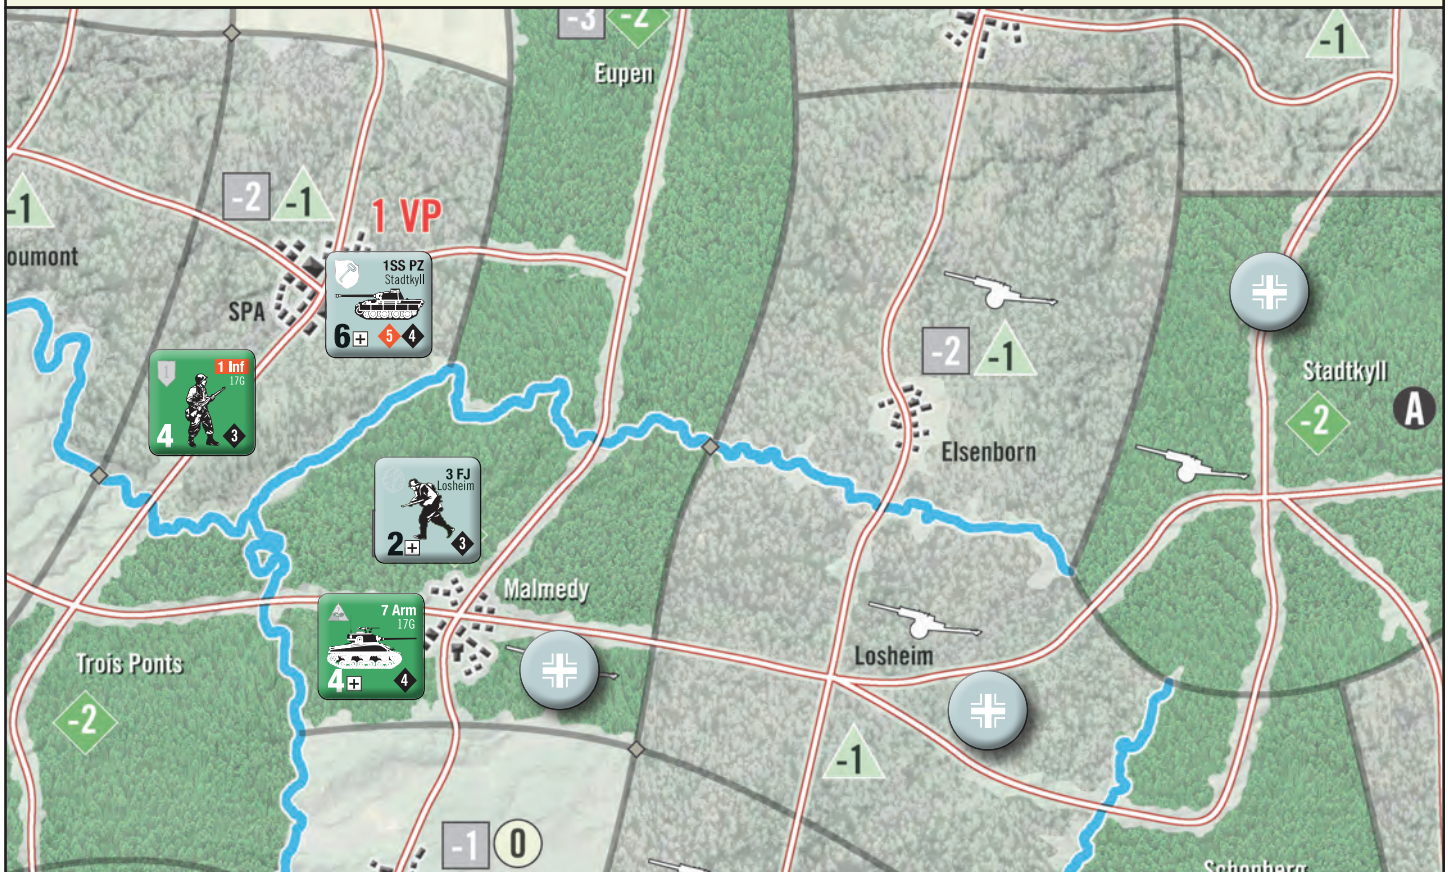 -3
-2
Eupen
-1
-2
-1
1 VP
-1
oumont
SPA
1SS PZ
Stadtkyll
6+
5
4
-2
-1
Stadtkyll
-2
A
1
1 Inf
17G
4
3
Elsenborn
3 FJ
Losheim
2+
3
Malmedy
7 Arm
17G
4+
4
Trois Ponts
-2
Losheim
-1
-1
0
Schonberg